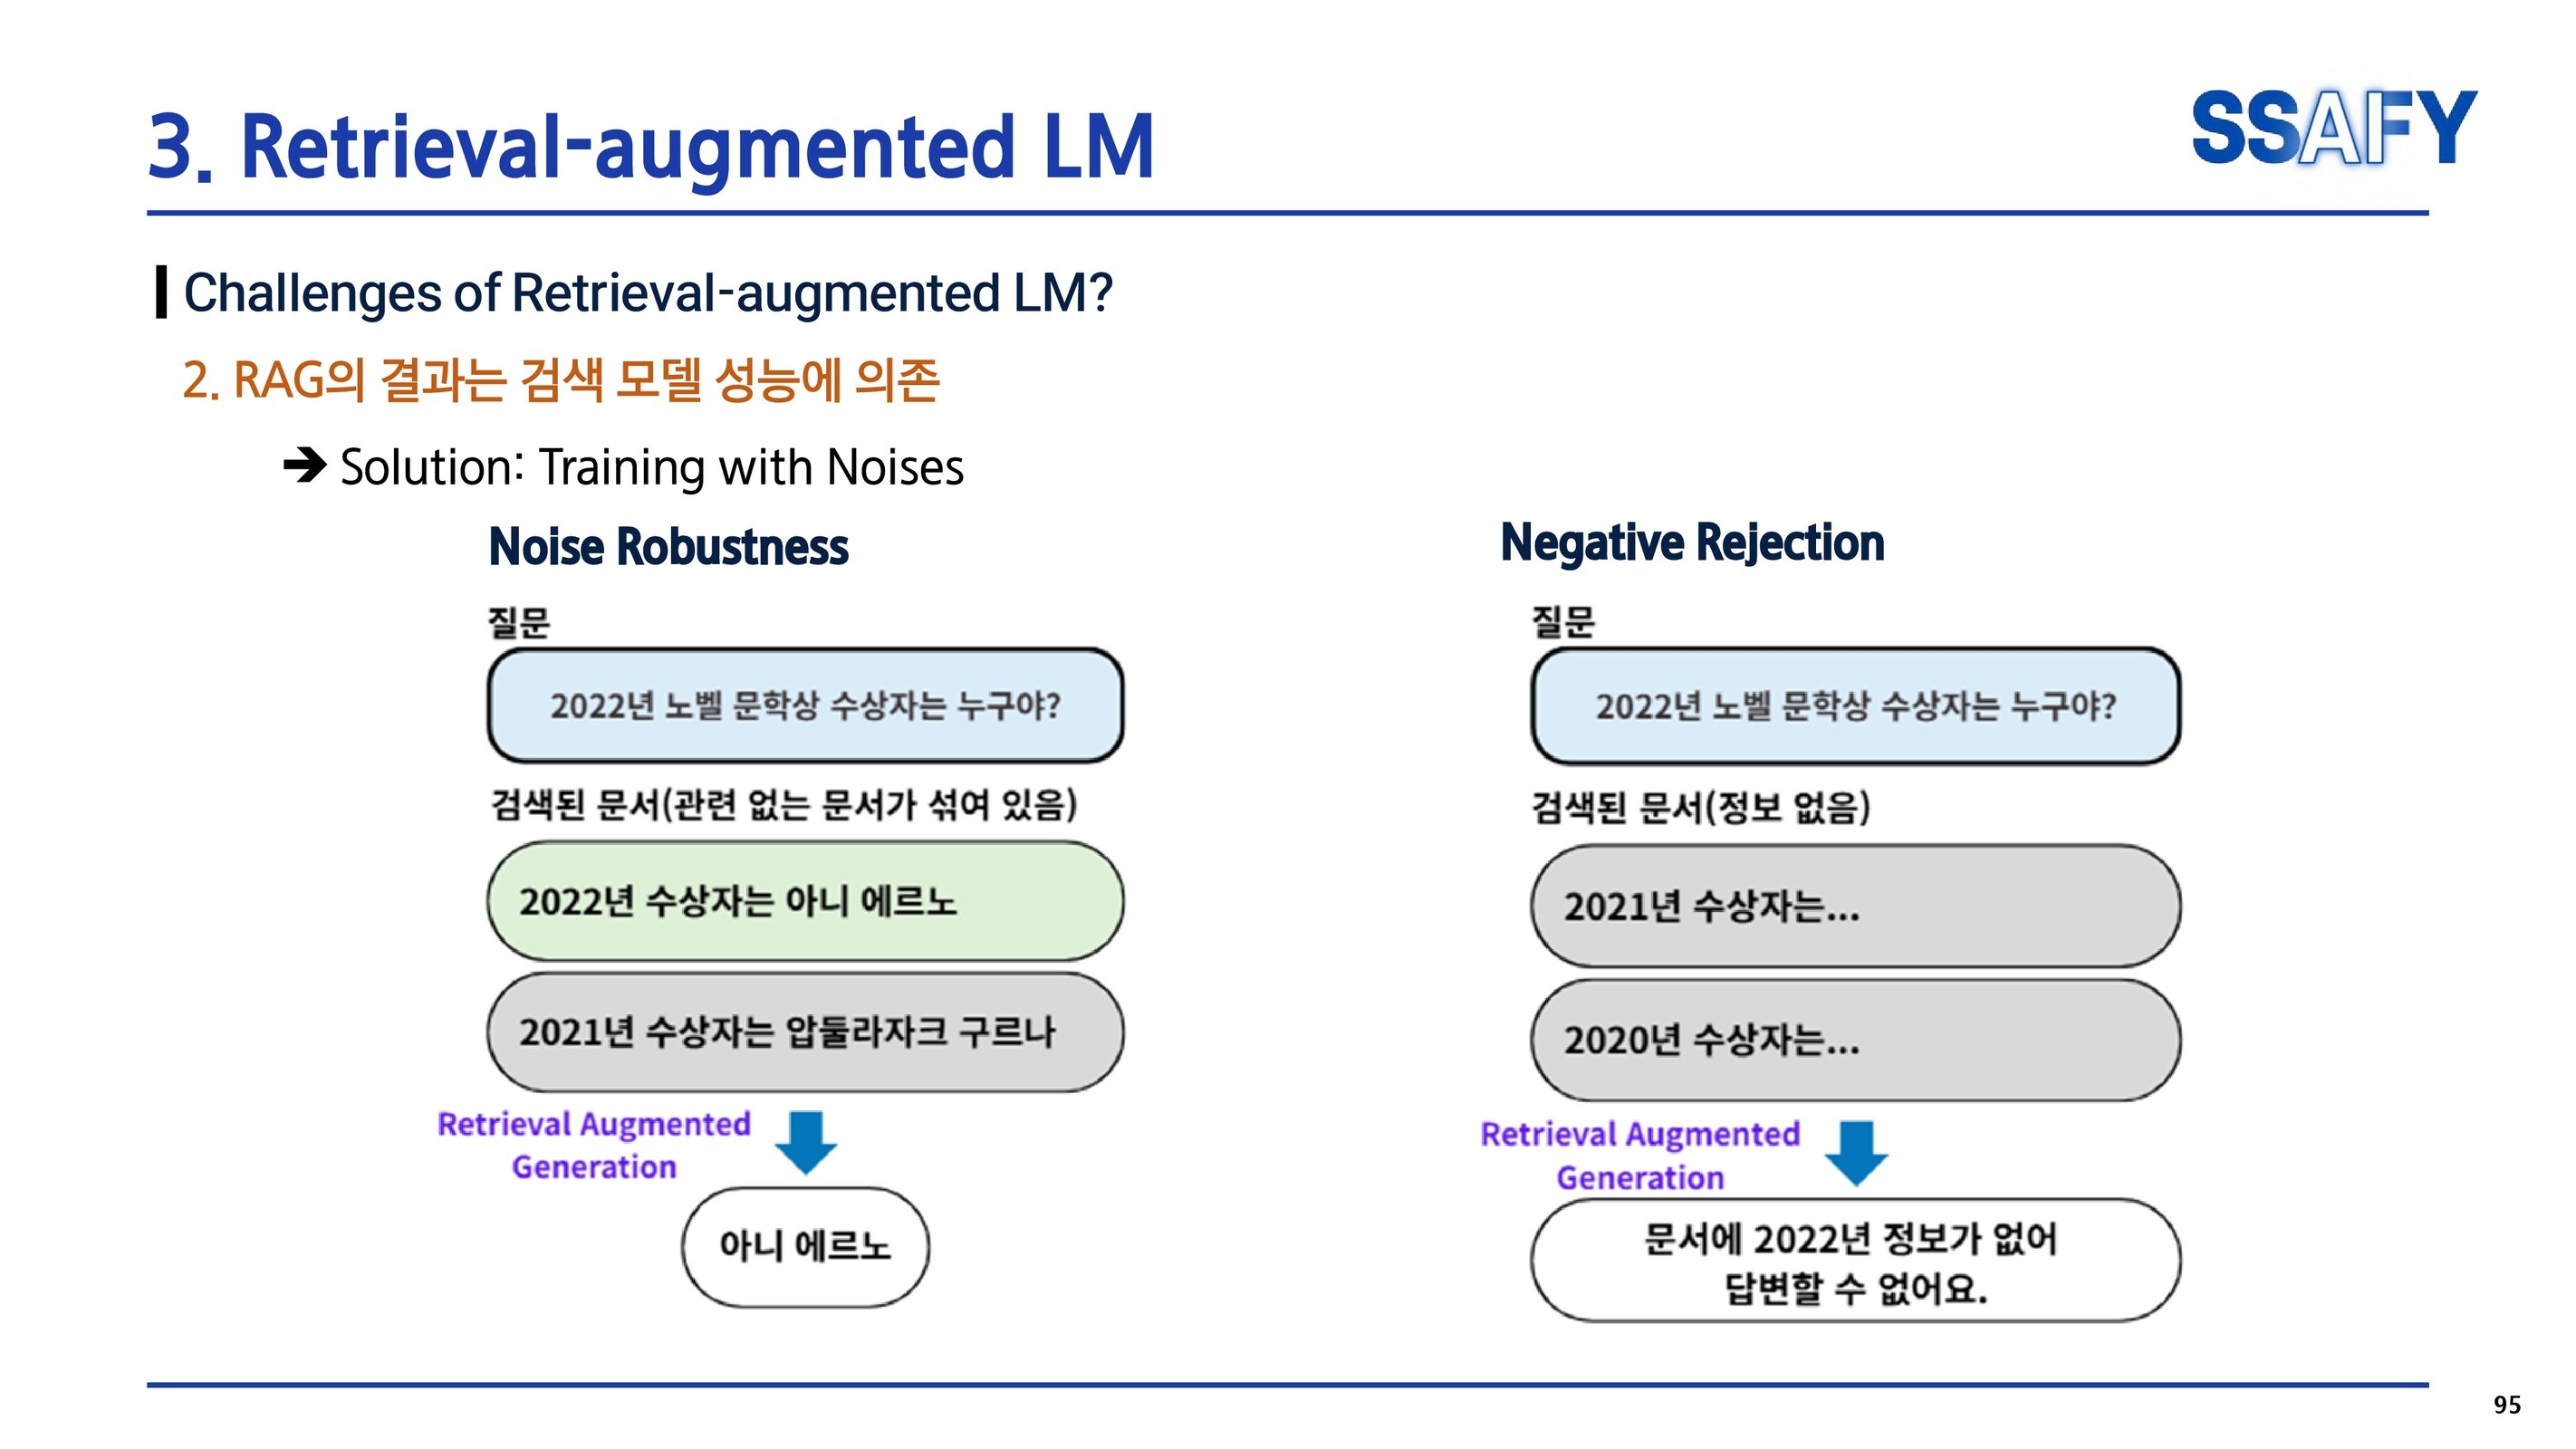 3. Retrieval-augmented LM
SSAFY
Challenges of Retrieval-augmented LM?
2. RAG의 결과는 검색 모델 성능에 의존
➔ Solution: Training with Noises
Noise Robustness
질문
2022년 노벨 문학상 수상자는 누구야?
검색된 문서(관련 없는 문서가 섞여 있음)
2022년 수상자는 아니 에르노
2021년 수상자는 압둘라자크 구르나
Retrieval Augmented
Generation
아니 에르노
Negative Rejection
질문
2022년 노벨 문학상 수상자는 누구야?
검색된 문서(정보 없음)
2021년 수상자는...
2020년 수상자는...
Retrieval Augmented
Generation
문서에 2022년 정보가 없어
답변할 수 없어요.
95